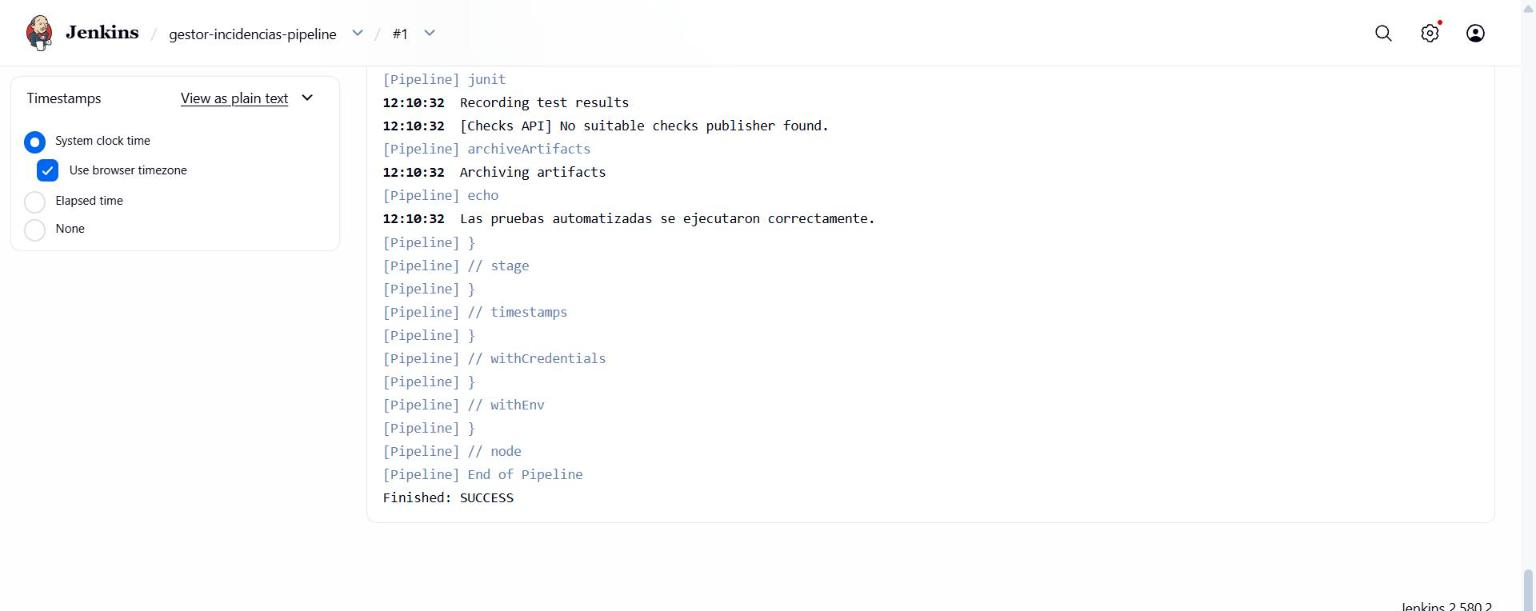 Jenkins / gestor-incidencias-pipeline / #1
Timestamps View as plain text
System clock time
Use browser timezone
Elapsed time
None
[Pipeline] junit
12:10:32 Recording test results
12:10:32 [Checks API] No suitable checks publisher found.
[Pipeline] archiveArtifacts
12:10:32 Archiving artifacts
[Pipeline] echo
12:10:32 Las pruebas automatizadas se ejecutaron correctamente.
[Pipeline] }
[Pipeline] // stage
[Pipeline] }
[Pipeline] // timestamps
[Pipeline] }
[Pipeline] // withCredentials
[Pipeline] }
[Pipeline] // withEnv
[Pipeline] }
[Pipeline] // node
[Pipeline] End of Pipeline
Finished: SUCCESS
Jenkins 2.580.2